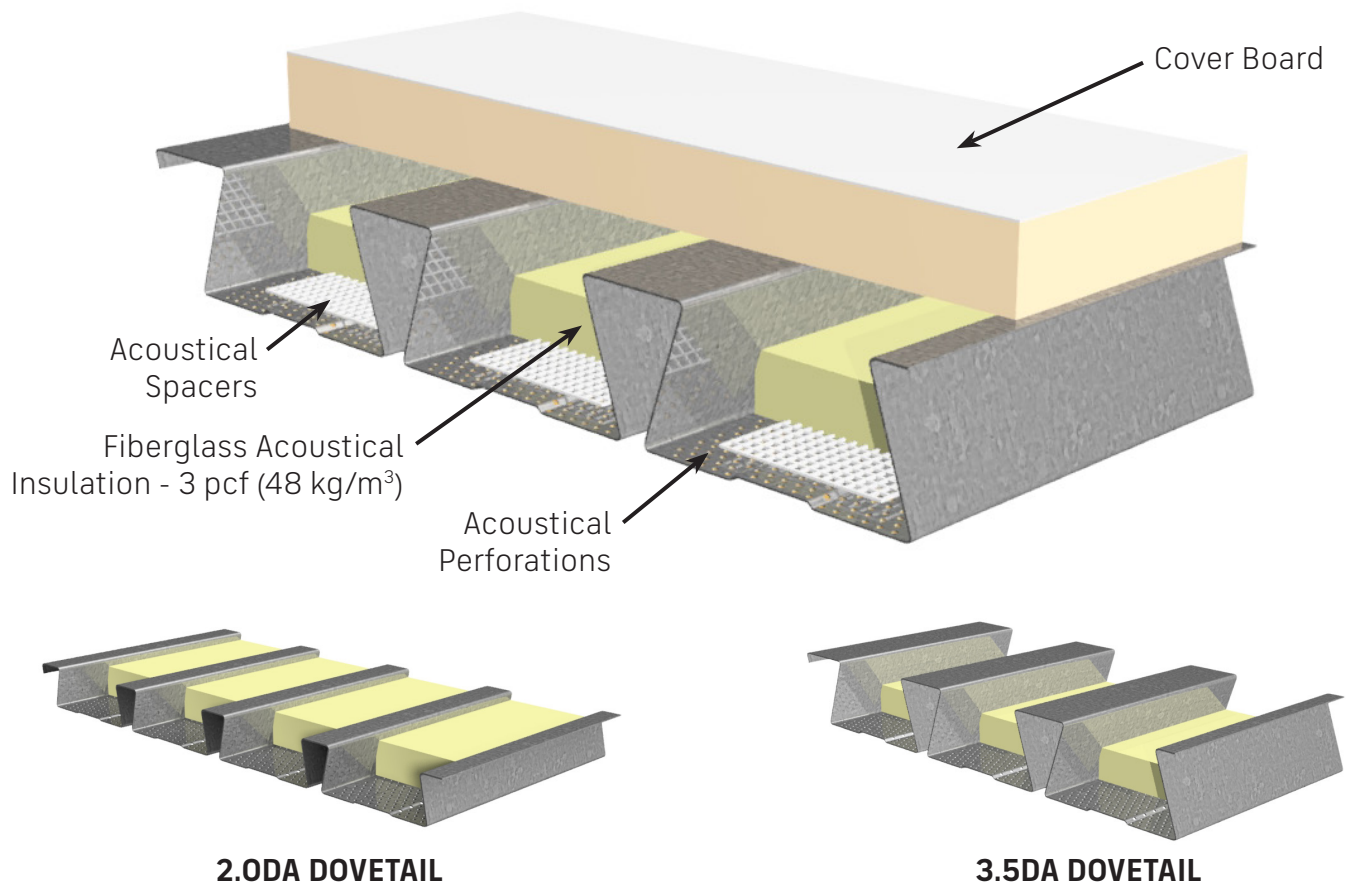 Cover Board
Acoustical
Spacers
Fiberglass Acoustical
Insulation - 3 pcf (48 kg/m³)
Acoustical
Perforations
2.0DA DOVETAIL
3.5DA DOVETAIL